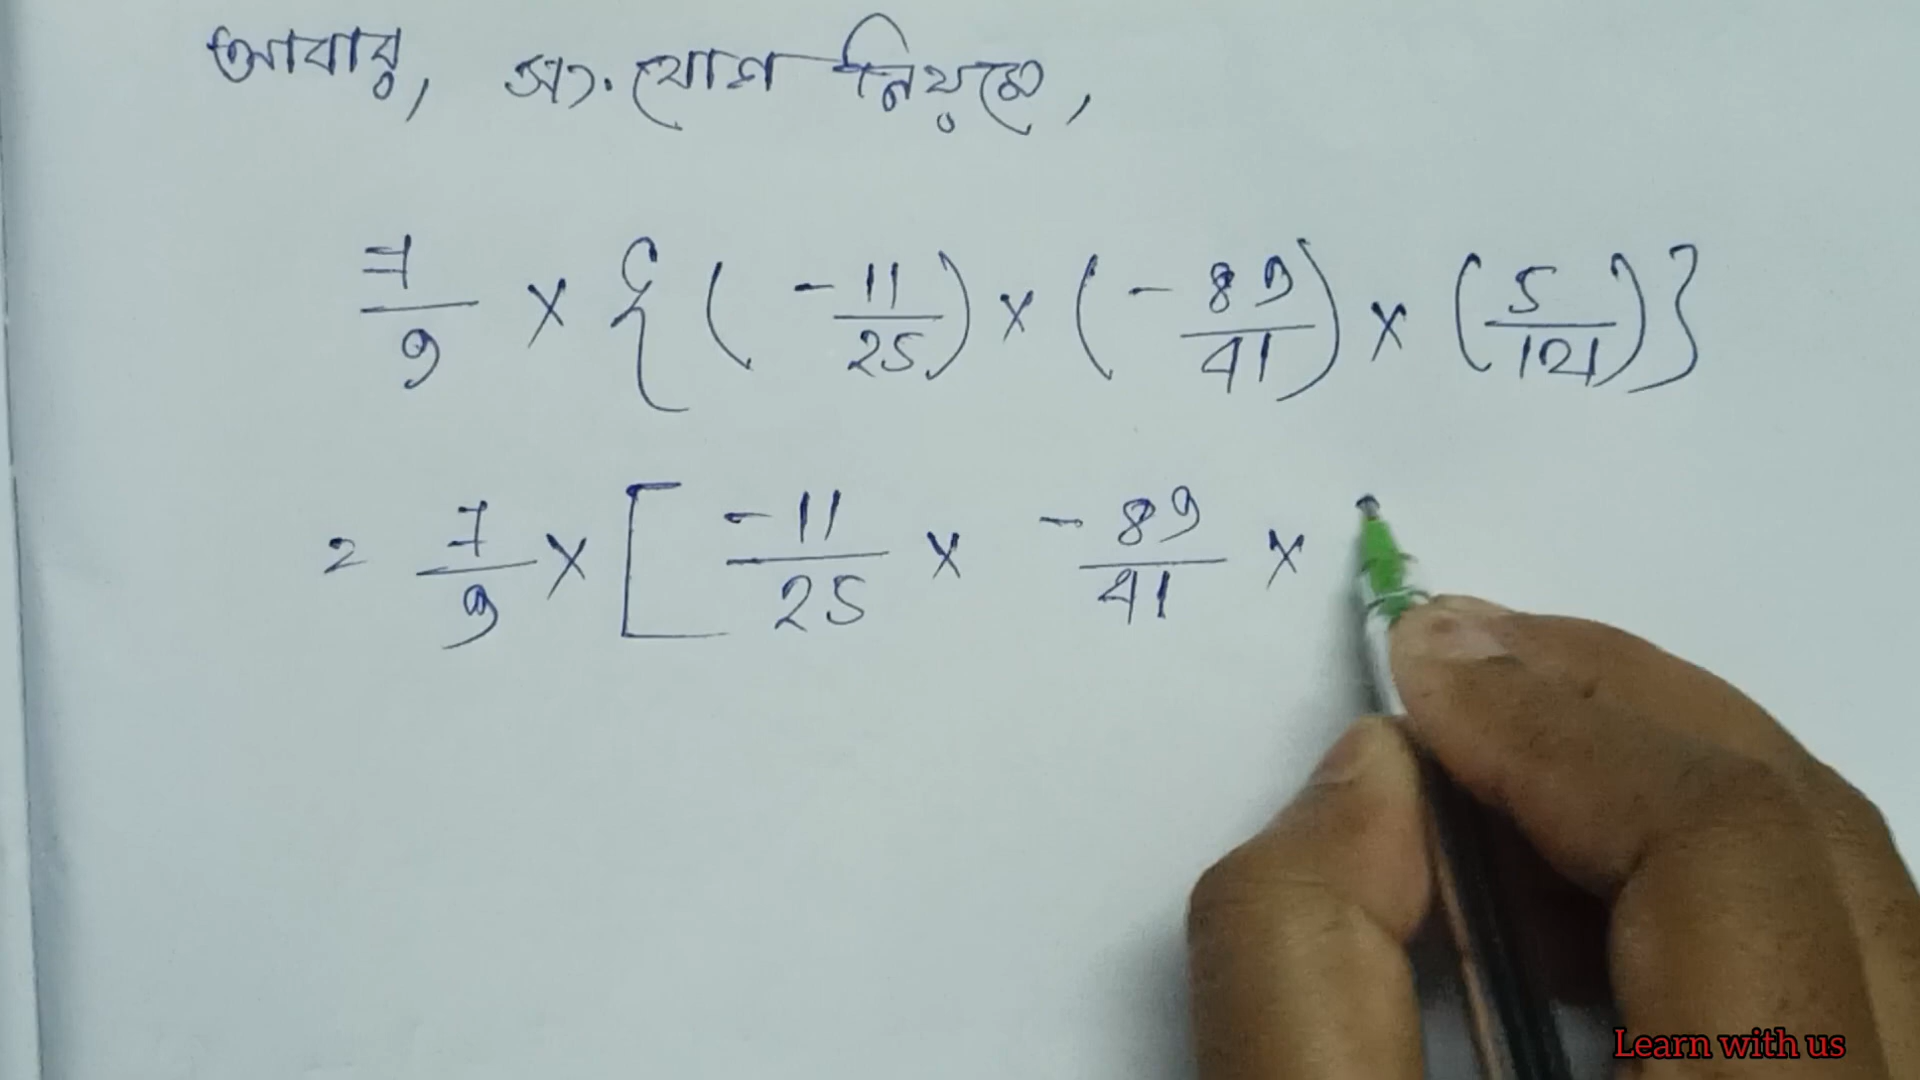 আবার, সং.যোগ নিয়মে,
7/9 × {(-11/25) × (-89/41) × (5/121)}
= 7/9 × [ -11/25 × -89/41 ×
Learn with us